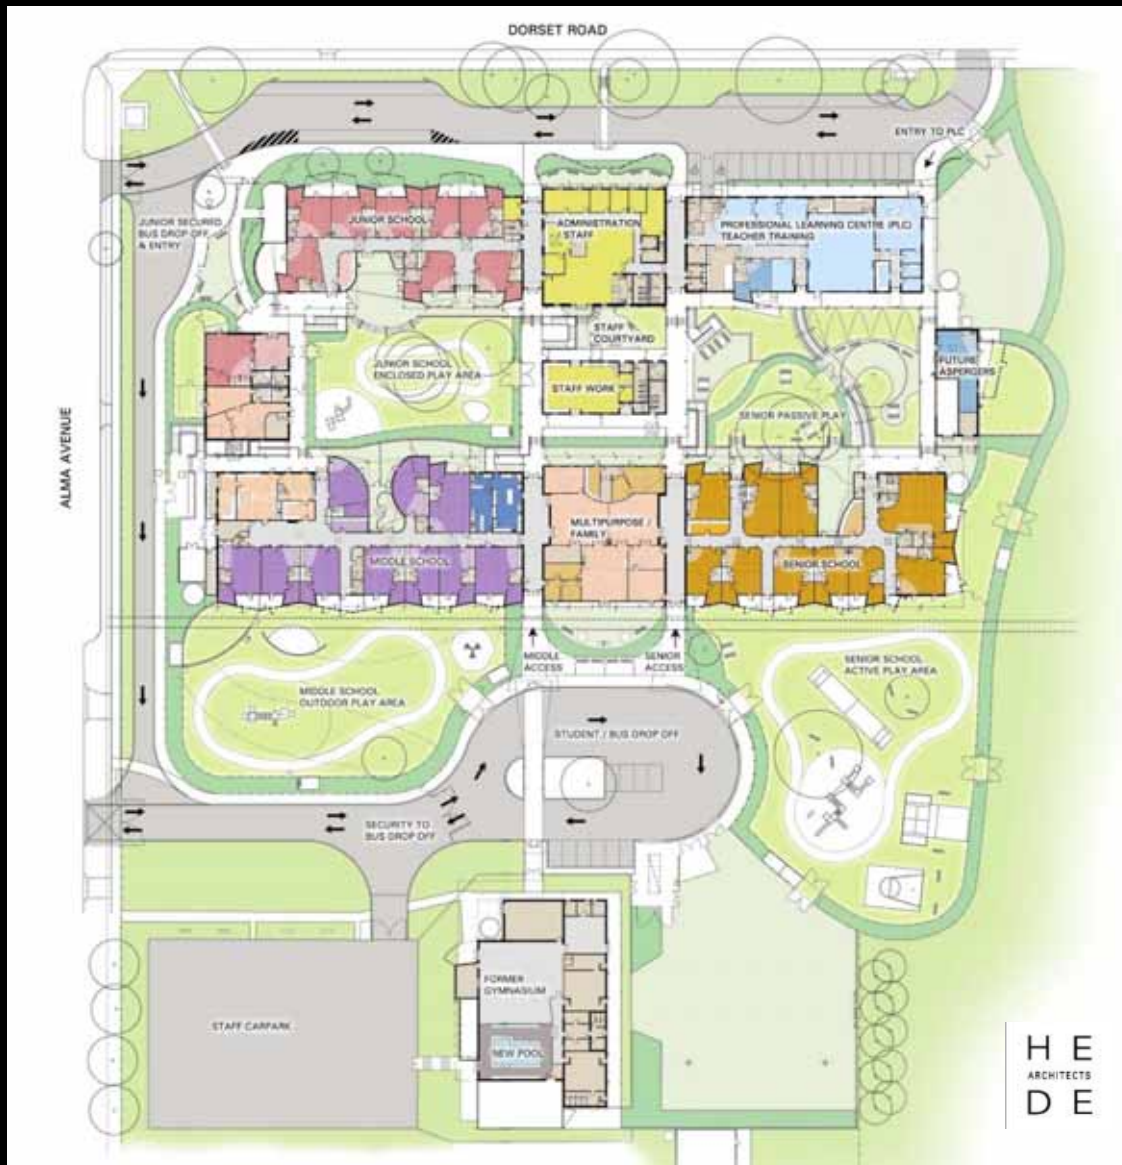 DORSET ROAD
ENTRY TO PLC
JUNIOR SECURED
BUS DROP OFF
& ENTRY
JUNIOR SCHOOL
ADMINISTRATION
/ STAFF
PROFESSIONAL LEARNING CENTRE (PLC)
TEACHER TRAINING
STAFF
COURTYARD
JUNIOR SCHOOL
ENCLOSED PLAY AREA
FUTURE
ASPERGERS
STAFF WORK
SENIOR PASSIVE PLAY
ALMA AVENUE
MULTIPURPOSE /
FAMILY
MIDDLE SCHOOL
SENIOR SCHOOL
MIDDLE
ACCESS
SENIOR
ACCESS
SENIOR SCHOOL
ACTIVE PLAY AREA
MIDDLE SCHOOL
OUTDOOR PLAY AREA
STUDENT / BUS DROP OFF
SECURITY TO
BUS DROP OFF
FORMER
GYMNASIUM
STAFF CARPARK
NEW POOL
H E
ARCHITECTS
D E